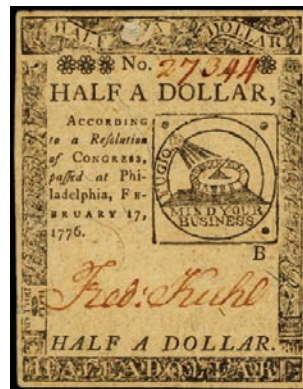 HALF A DOLLAR
No. 27344
HALF A DOLLAR,
ACCORDING
to a Resolution
of CONGRESS,
passed at Phi-
ladelphia, FE-
BRUARY 17,
1776.
FUGIO
MIND YOUR
BUSINESS
B
Fred: Kuhl
HALF A DOLLAR.
HALF A DOLLAR